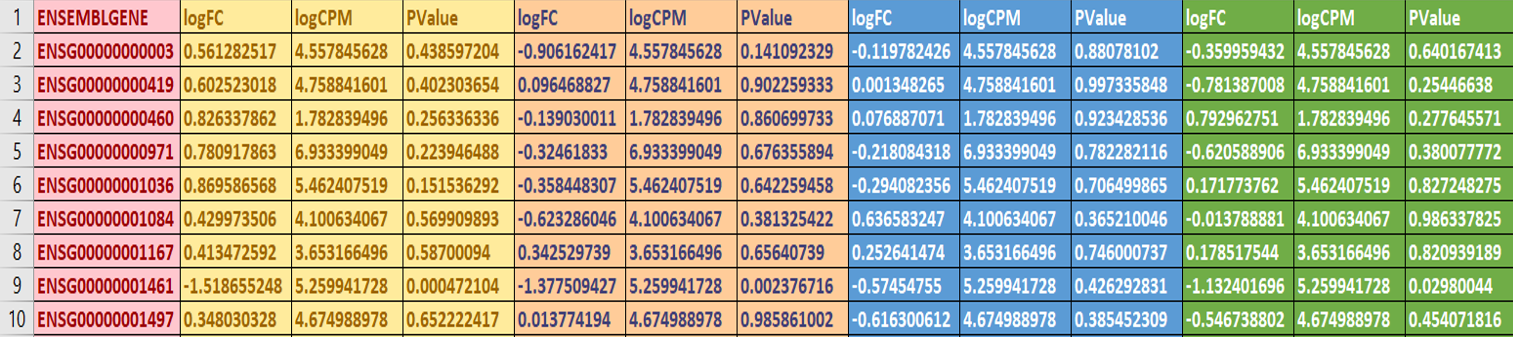 1 ENSEMBLGENE logFC logCPM PValue logFC logCPM PValue logFC logCPM PValue logFC logCPM PValue
2 ENSG00000000003 0.561282517 4.557845628 0.438597204 -0.906162417 4.557845628 0.141092329 -0.119782426 4.557845628 0.88078102 -0.359959432 4.557845628 0.640167413
3 ENSG00000000419 0.602523018 4.758841601 0.402303654 0.096468827 4.758841601 0.902259333 0.001348265 4.758841601 0.997335848 -0.781387008 4.758841601 0.25446638
4 ENSG00000000460 0.826337862 1.782839496 0.256336336 -0.139030011 1.782839496 0.860699733 0.076887071 1.782839496 0.923428536 0.792962751 1.782839496 0.277645571
5 ENSG00000000971 0.780917863 6.933399049 0.223946488 -0.32461833 6.933399049 0.676355894 -0.218084318 6.933399049 0.782282116 -0.620588906 6.933399049 0.380077772
6 ENSG00000001036 0.869586568 5.462407519 0.151536292 -0.358448307 5.462407519 0.642259458 -0.294082356 5.462407519 0.706499865 0.171773762 5.462407519 0.827248275
7 ENSG00000001084 0.429973506 4.100634067 0.569909893 -0.623286046 4.100634067 0.381325422 0.636583247 4.100634067 0.365210046 -0.013788881 4.100634067 0.986337825
8 ENSG00000001167 0.413472592 3.653166496 0.58700094 0.342529739 3.653166496 0.65640739 0.252641474 3.653166496 0.746000737 0.178517544 3.653166496 0.820939189
9 ENSG00000001461 -1.518655248 5.259941728 0.000472104 -1.377509427 5.259941728 0.002376716 -0.57454755 5.259941728 0.426292831 -1.132401696 5.259941728 0.02980044
10 ENSG00000001497 0.348030328 4.674988978 0.652222417 0.013774194 4.674988978 0.985861002 -0.616300612 4.674988978 0.385452309 -0.546738802 4.674988978 0.454071816